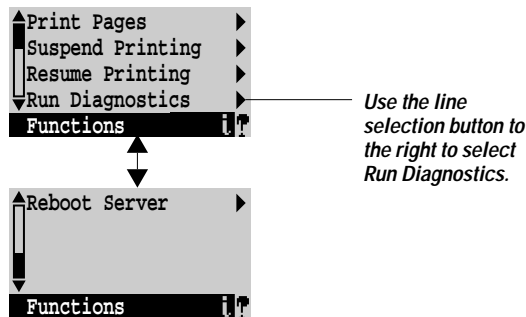 Print Pages
Suspend Printing
Resume Printing
Run Diagnostics
Functions
Use the line
selection button to
the right to select
Run Diagnostics.
Reboot Server
Functions